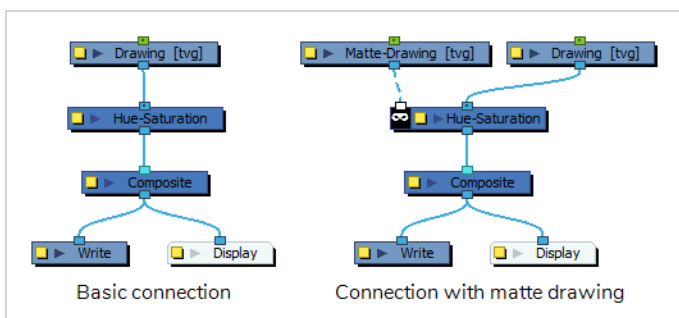 Drawing [tvg]
Matte-Drawing [tvg]
Drawing [tvg]
Hue-Saturation
Hue-Saturation
Composite
Composite
Write
Display
Write
Display
Basic connection
Connection with matte drawing